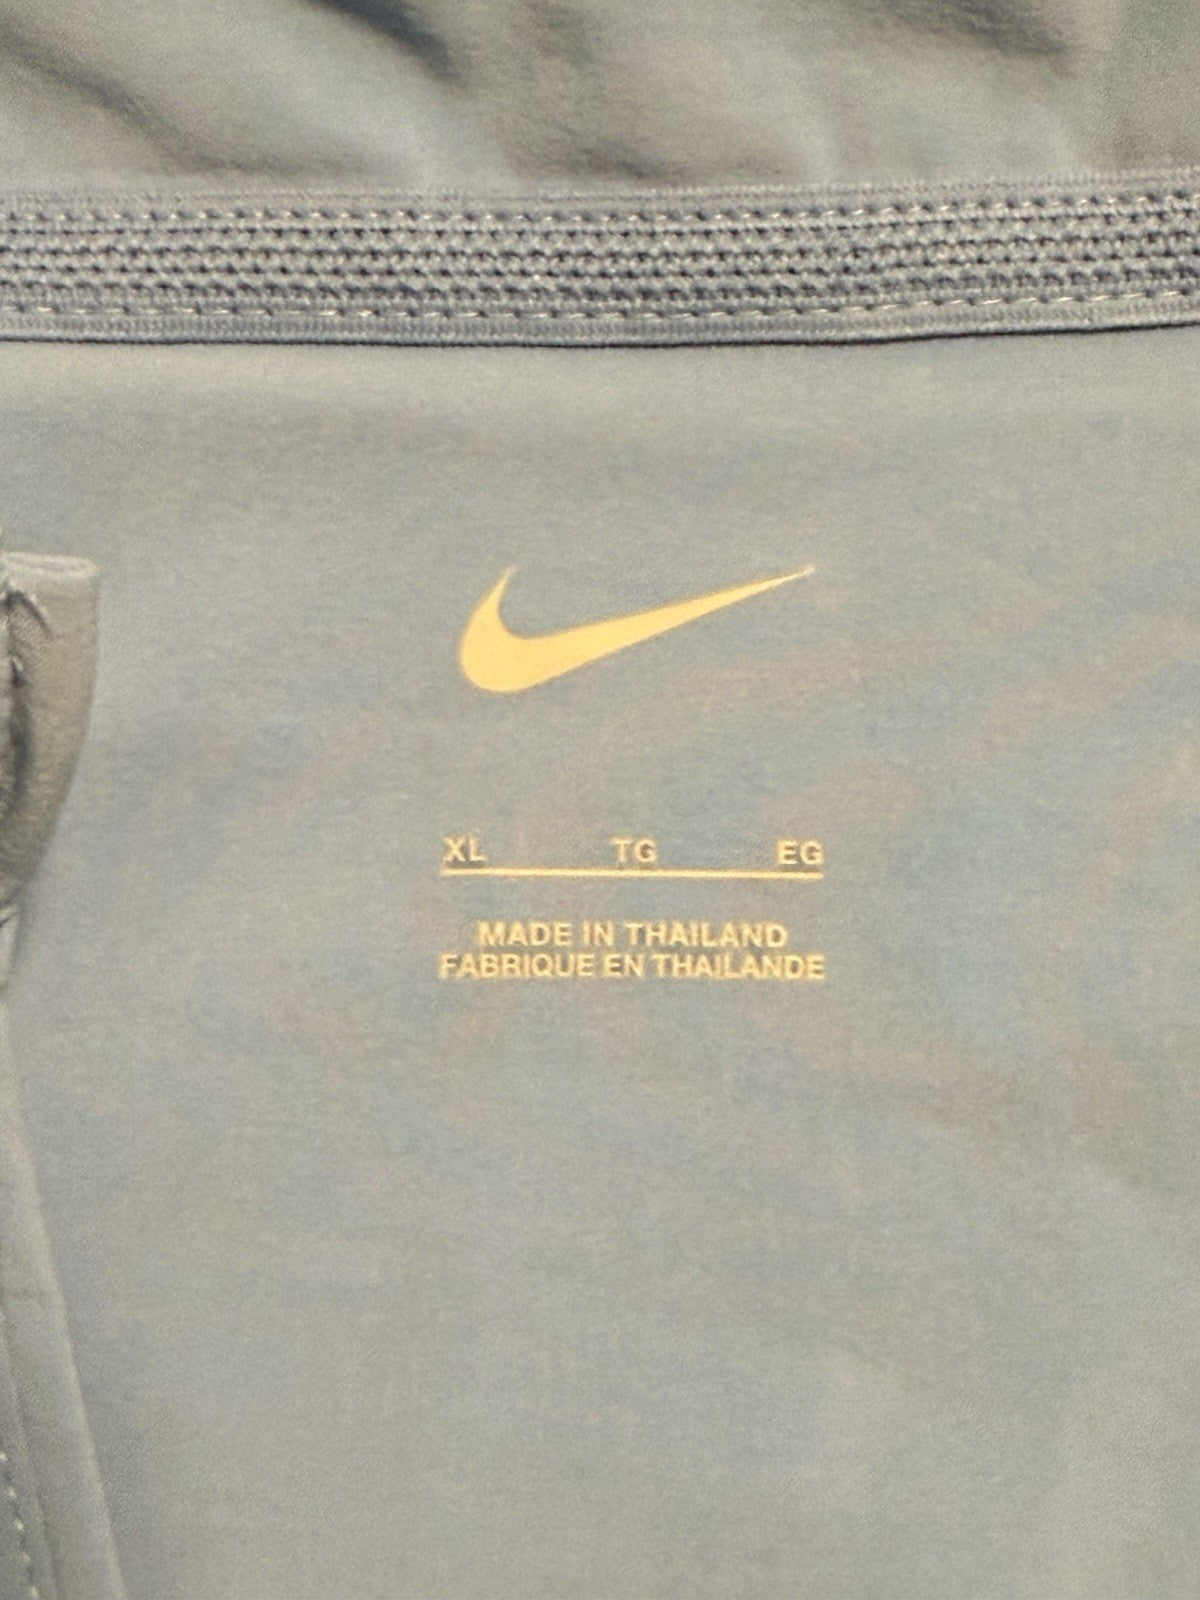 XL TG EG
MADE IN THAILAND
FABRIQUE EN THAILANDE